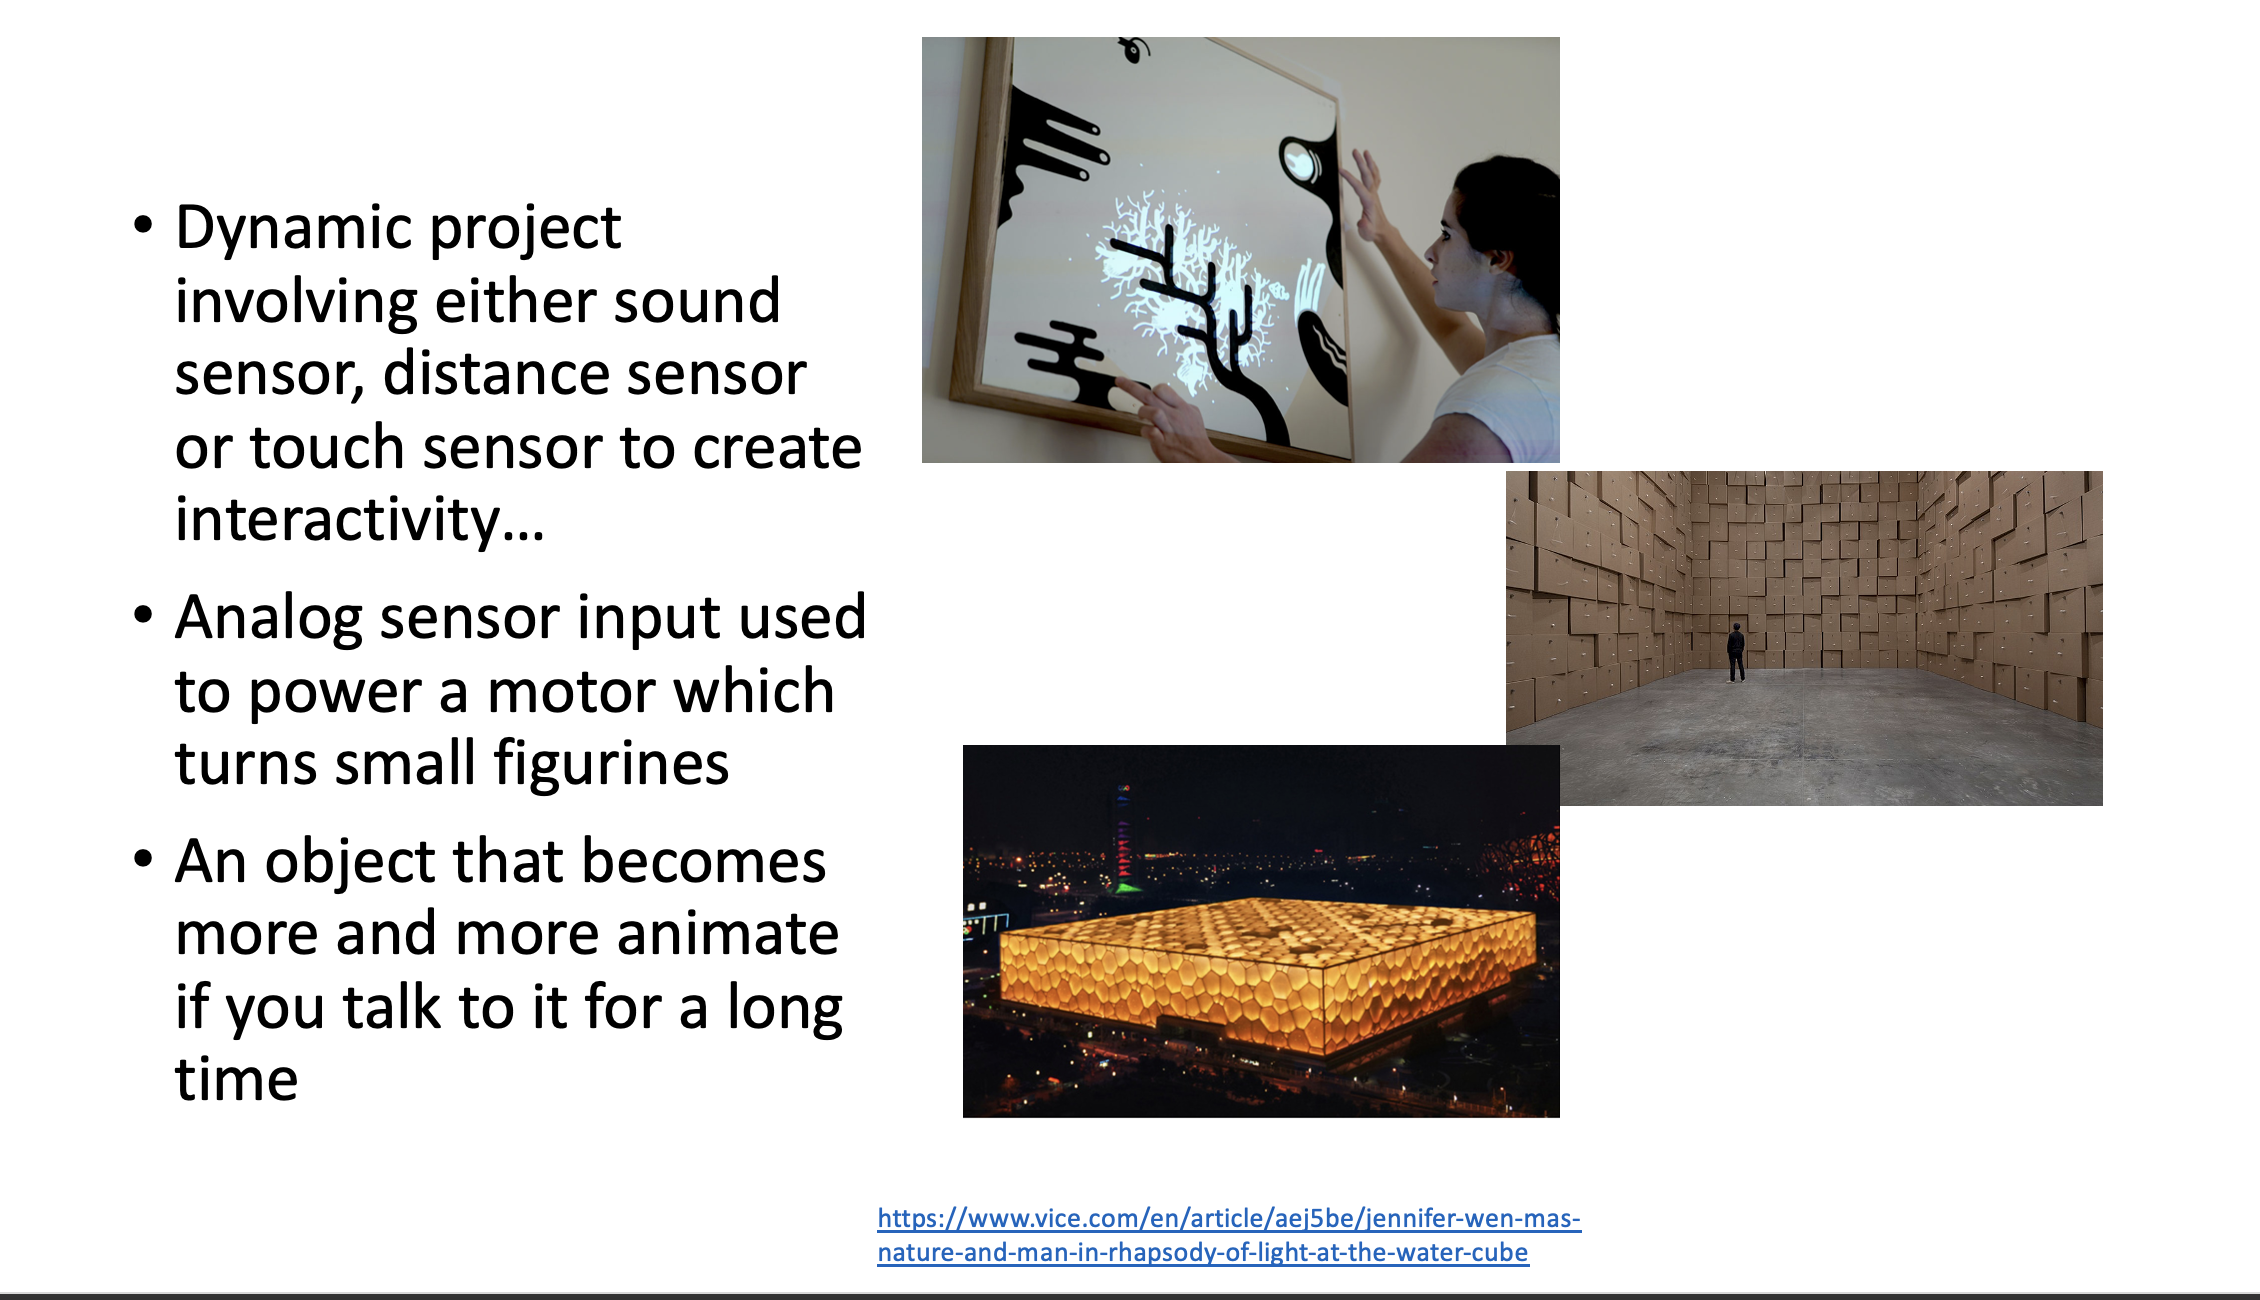 • Dynamic project
involving either sound
sensor, distance sensor
or touch sensor to create
interactivity…
• Analog sensor input used
to power a motor which
turns small figurines
• An object that becomes
more and more animate
if you talk to it for a long
time
https://www.vice.com/en/article/aej5be/jennifer-wen-mas-
nature-and-man-in-rhapsody-of-light-at-the-water-cube